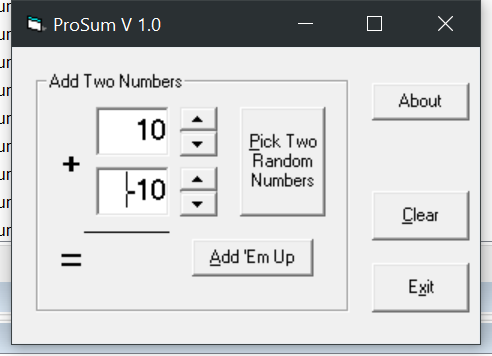 ProSum V 1.0
Add Two Numbers
10
+
-10
=
Pick Two
Random
Numbers
Add 'Em Up
About
Clear
Exit